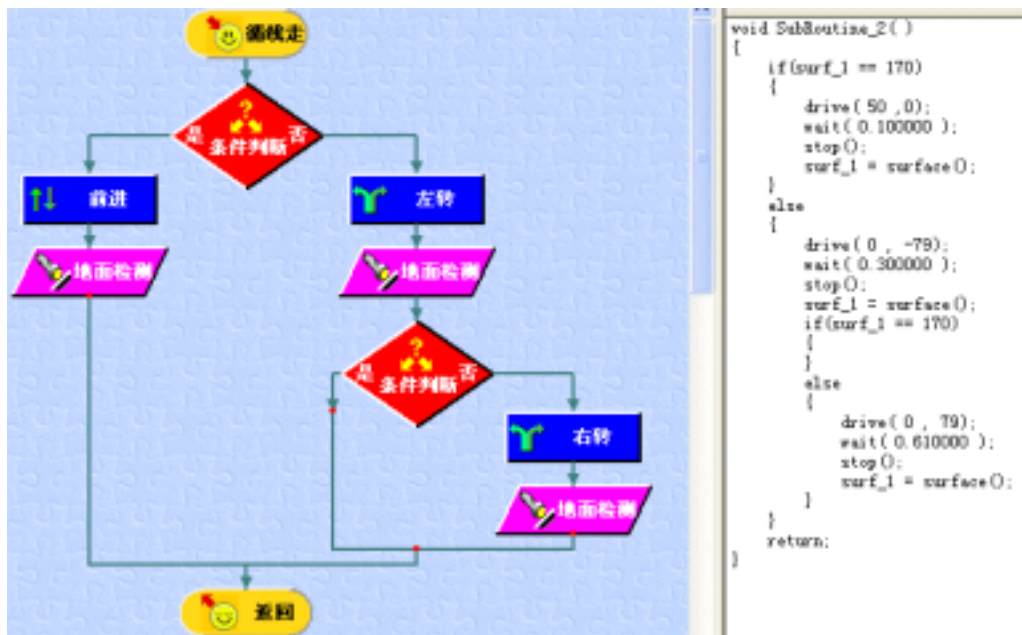 循线走
?
是 条件判断 否
前进
左转
地面检测
地面检测
?
是 条件判断 否
右转
地面检测
返回
void SubRoutine_2( )
{
if(surf_1 == 170)
{
drive( 50 ,0);
wait( 0.100000 );
stop();
surf_1 = surface();
}
else
{
drive( 0 , -79);
wait( 0.300000 );
stop();
surf_1 = surface();
if(surf_1 == 170)
{
}
else
{
drive( 0 , 79);
wait( 0.610000 );
stop();
surf_1 = surface();
}
}
return;
}